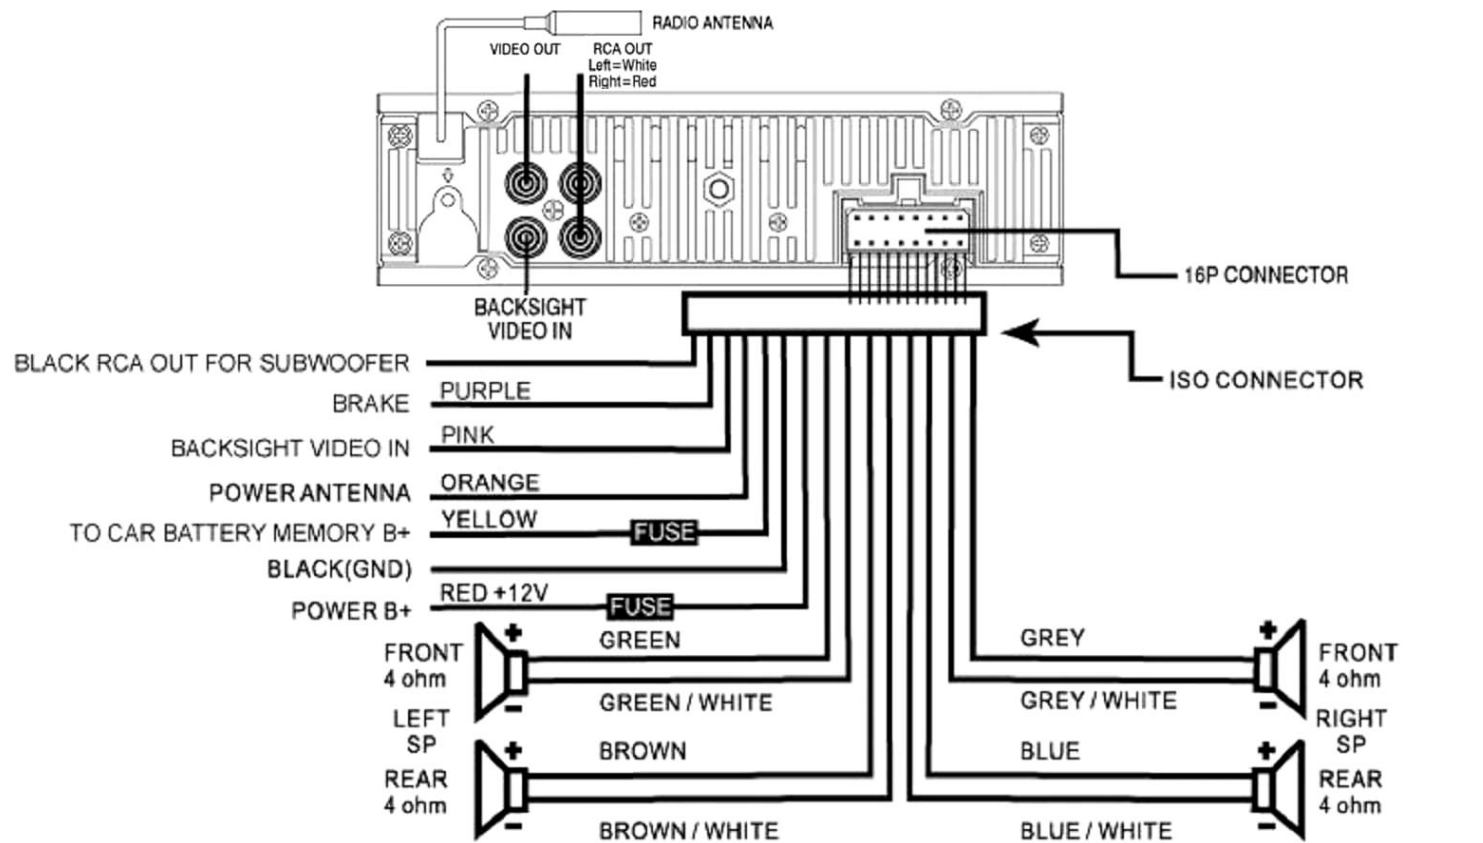 RADIO ANTENNA
VIDEO OUT
RCA OUT
Left=White
Right=Red
16P CONNECTOR
BACKSIGHT
VIDEO IN
ISO CONNECTOR
BLACK RCA OUT FOR SUBWOOFER
BRAKE PURPLE
BACKSIGHT VIDEO IN PINK
POWER ANTENNA ORANGE
TO CAR BATTERY MEMORY B+ YELLOW FUSE
BLACK(GND)
POWER B+ RED +12V FUSE
FRONT
4 ohm
+
-
GREEN
GREEN / WHITE
LEFT
SP
REAR
4 ohm
+
-
BROWN
BROWN / WHITE
GREY
GREY / WHITE
+
-
FRONT
4 ohm
RIGHT
SP
BLUE
BLUE / WHITE
+
-
REAR
4 ohm